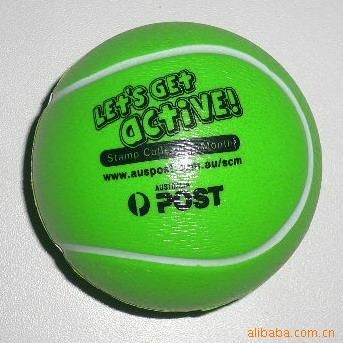 LET'S GET
ACTIVE!
Stamp Collecting Month
www.auspost.com.au/scm
AUSTRALIA
POST
alibaba.com.cn